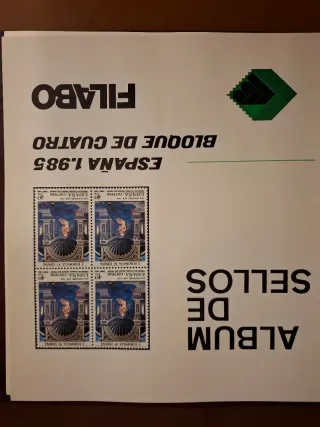 ALBUM
DE
SELLOS
ESPAÑA 1.985
BLOQUE DE CUATRO
FILABO